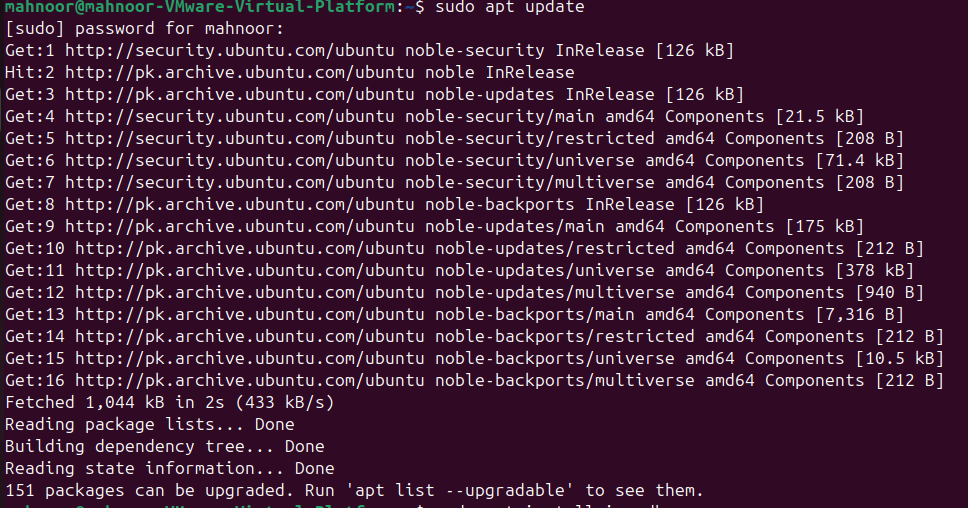 mahnoor@mahnoor-VMware-Virtual-Platform:~$ sudo apt update
[sudo] password for mahnoor:
Get:1 http://security.ubuntu.com/ubuntu noble-security InRelease [126 kB]
Hit:2 http://pk.archive.ubuntu.com/ubuntu noble InRelease
Get:3 http://pk.archive.ubuntu.com/ubuntu noble-updates InRelease [126 kB]
Get:4 http://security.ubuntu.com/ubuntu noble-security/main amd64 Components [21.5 kB]
Get:5 http://security.ubuntu.com/ubuntu noble-security/restricted amd64 Components [208 B]
Get:6 http://security.ubuntu.com/ubuntu noble-security/universe amd64 Components [71.4 kB]
Get:7 http://security.ubuntu.com/ubuntu noble-security/multiverse amd64 Components [208 B]
Get:8 http://pk.archive.ubuntu.com/ubuntu noble-backports InRelease [126 kB]
Get:9 http://pk.archive.ubuntu.com/ubuntu noble-updates/main amd64 Components [175 kB]
Get:10 http://pk.archive.ubuntu.com/ubuntu noble-updates/restricted amd64 Components [212 B]
Get:11 http://pk.archive.ubuntu.com/ubuntu noble-updates/universe amd64 Components [378 kB]
Get:12 http://pk.archive.ubuntu.com/ubuntu noble-updates/multiverse amd64 Components [940 B]
Get:13 http://pk.archive.ubuntu.com/ubuntu noble-backports/main amd64 Components [7,316 B]
Get:14 http://pk.archive.ubuntu.com/ubuntu noble-backports/restricted amd64 Components [212 B]
Get:15 http://pk.archive.ubuntu.com/ubuntu noble-backports/universe amd64 Components [10.5 kB]
Get:16 http://pk.archive.ubuntu.com/ubuntu noble-backports/multiverse amd64 Components [212 B]
Fetched 1,044 kB in 2s (433 kB/s)
Reading package lists... Done
Building dependency tree... Done
Reading state information... Done
151 packages can be upgraded. Run 'apt list --upgradable' to see them.